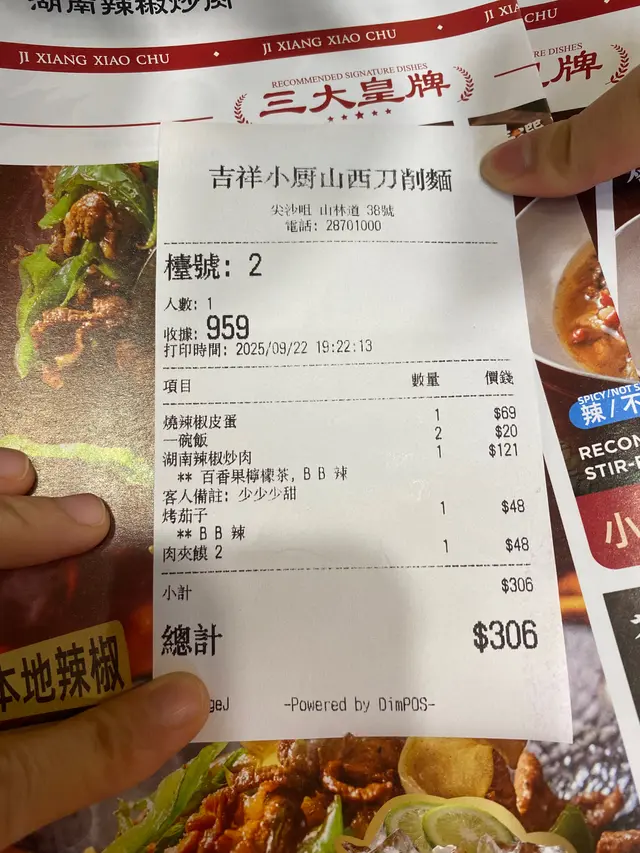 湖南辣椒炒肉
JI XIANG XIAO CHU
JI XIANG XIAO CHU
RECOMMENDED SIGNATURE DISHES
三大皇牌
RE DISHES
牌
吉祥小厨山西刀削麵
尖沙咀 山林道 38號
電話: 28701000
檯號: 2
人數: 1
收據: 959
打印時間: 2025/09/22 19:22:13
項目 數量 價錢
燒辣椒皮蛋 1 $69
一碗飯 2 $20
湖南辣椒炒肉 1 $121
** 百香果檸檬茶, B B 辣
客人備註: 少少少甜
烤茄子 1 $48
** B B 辣
肉夾饃 2 1 $48
小計 $306
總計 $306
geJ -Powered by DimPOS-
SPICY/NOT S
辣/不
RECOM
STIR-F
小
本地辣椒